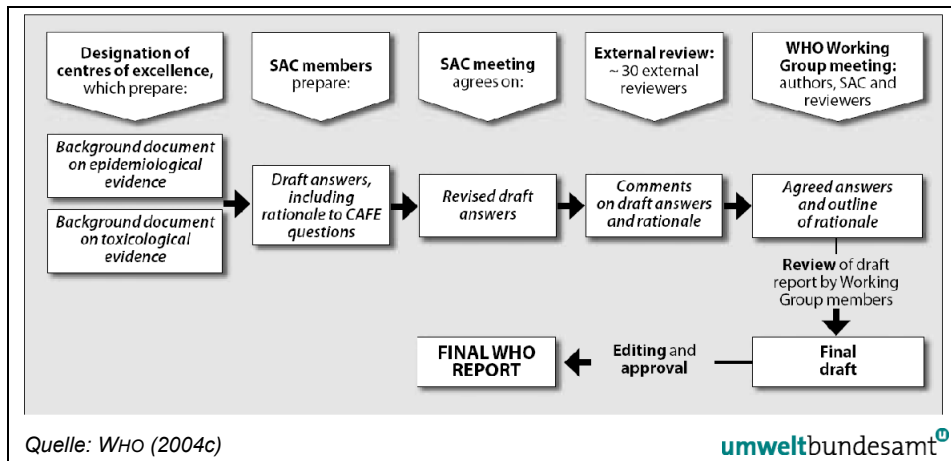 Designation of
centres of excellence,
which prepare:
SAC members
prepare:
SAC meeting
agrees on:
External review:
~ 30 external
reviewers
WHO Working
Group meeting:
authors, SAC and
reviewers
Background document
on epidemiological
evidence
Background document
on toxicological
evidence
Draft answers,
including
rationale to CAFE
questions
Revised draft
answers
Comments
on draft answers
and rationale
Agreed answers
and outline
of rationale
Review of draft
report by Working
Group members
FINAL WHO
REPORT
Editing and
approval
Final
draft
Quelle: WHO (2004c)
umweltbundesamt U